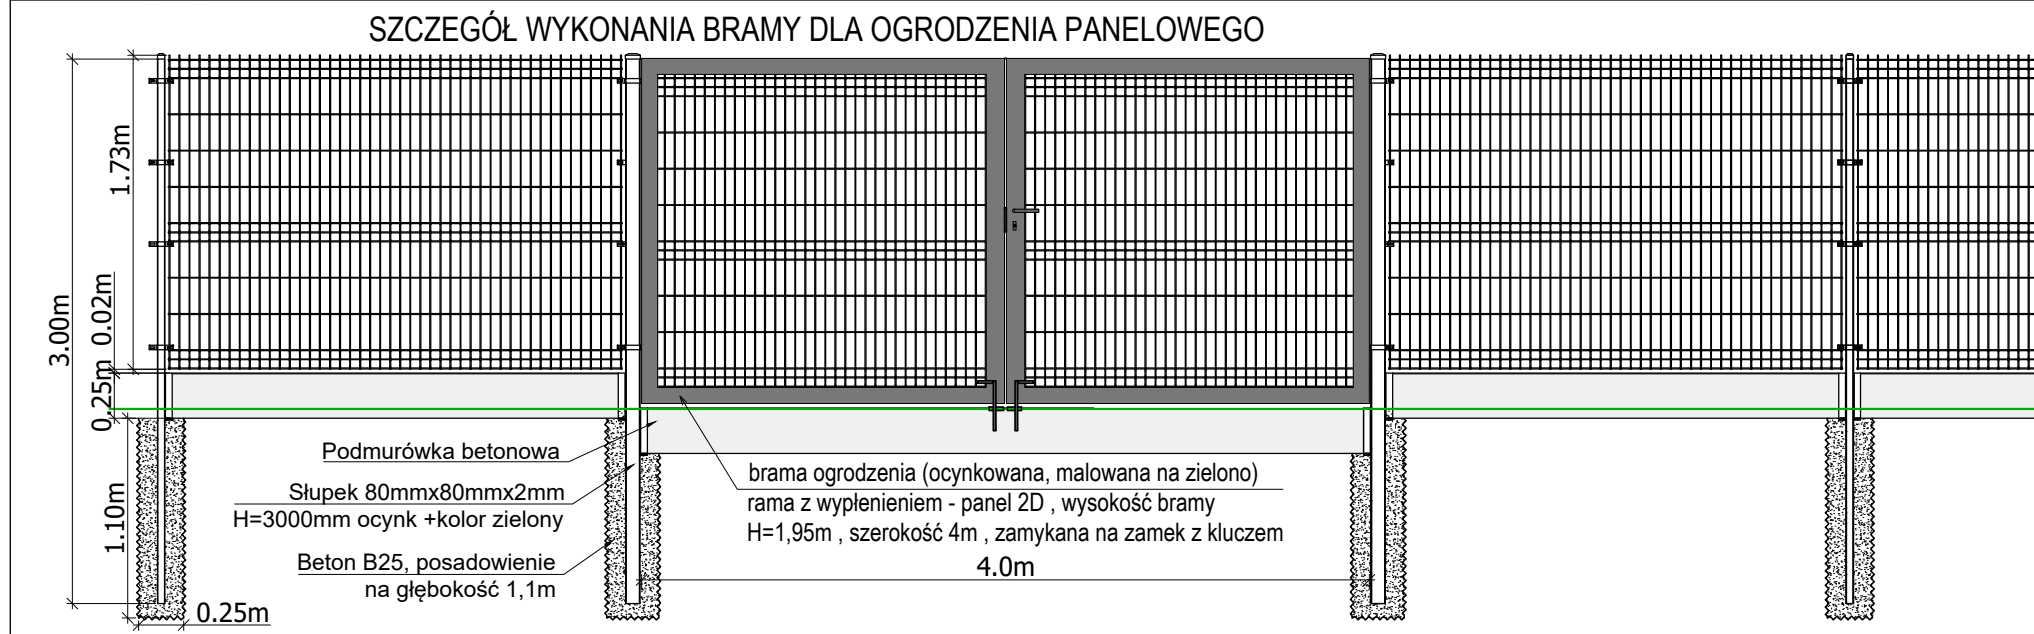 SZCZEGÓŁ WYKONANIA BRAMY DLA OGRODZENIA PANELOWEGO
1.73m
3.00m
0.02m
0.25m
1.10m
0.25m
Podmurówka betonowa
Słupek 80mmx80mmx2mm
H=3000mm ocynk +kolor zielony
Beton B25, posadowienie
na głębokość 1,1m
brama ogrodzenia (ocynkowana, malowana na zielono)
rama z wypłenieniem - panel 2D , wysokość bramy
H=1,95m , szerokość 4m , zamykana na zamek z kluczem
4.0m